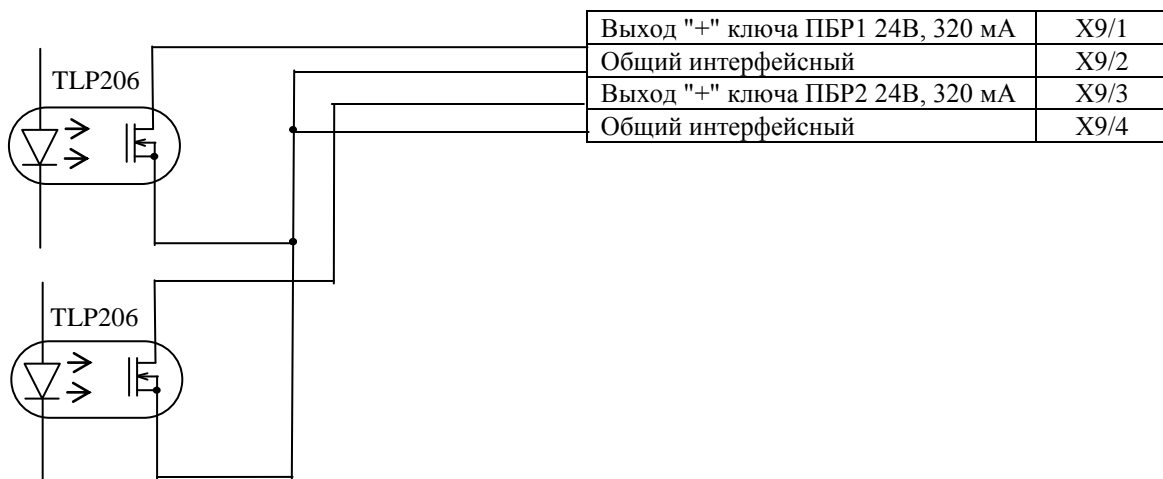 Выход "+" ключа ПБР1 24В, 320 мА X9/1
Общий интерфейсный X9/2
Выход "+" ключа ПБР2 24В, 320 мА X9/3
Общий интерфейсный X9/4
TLP206
TLP206